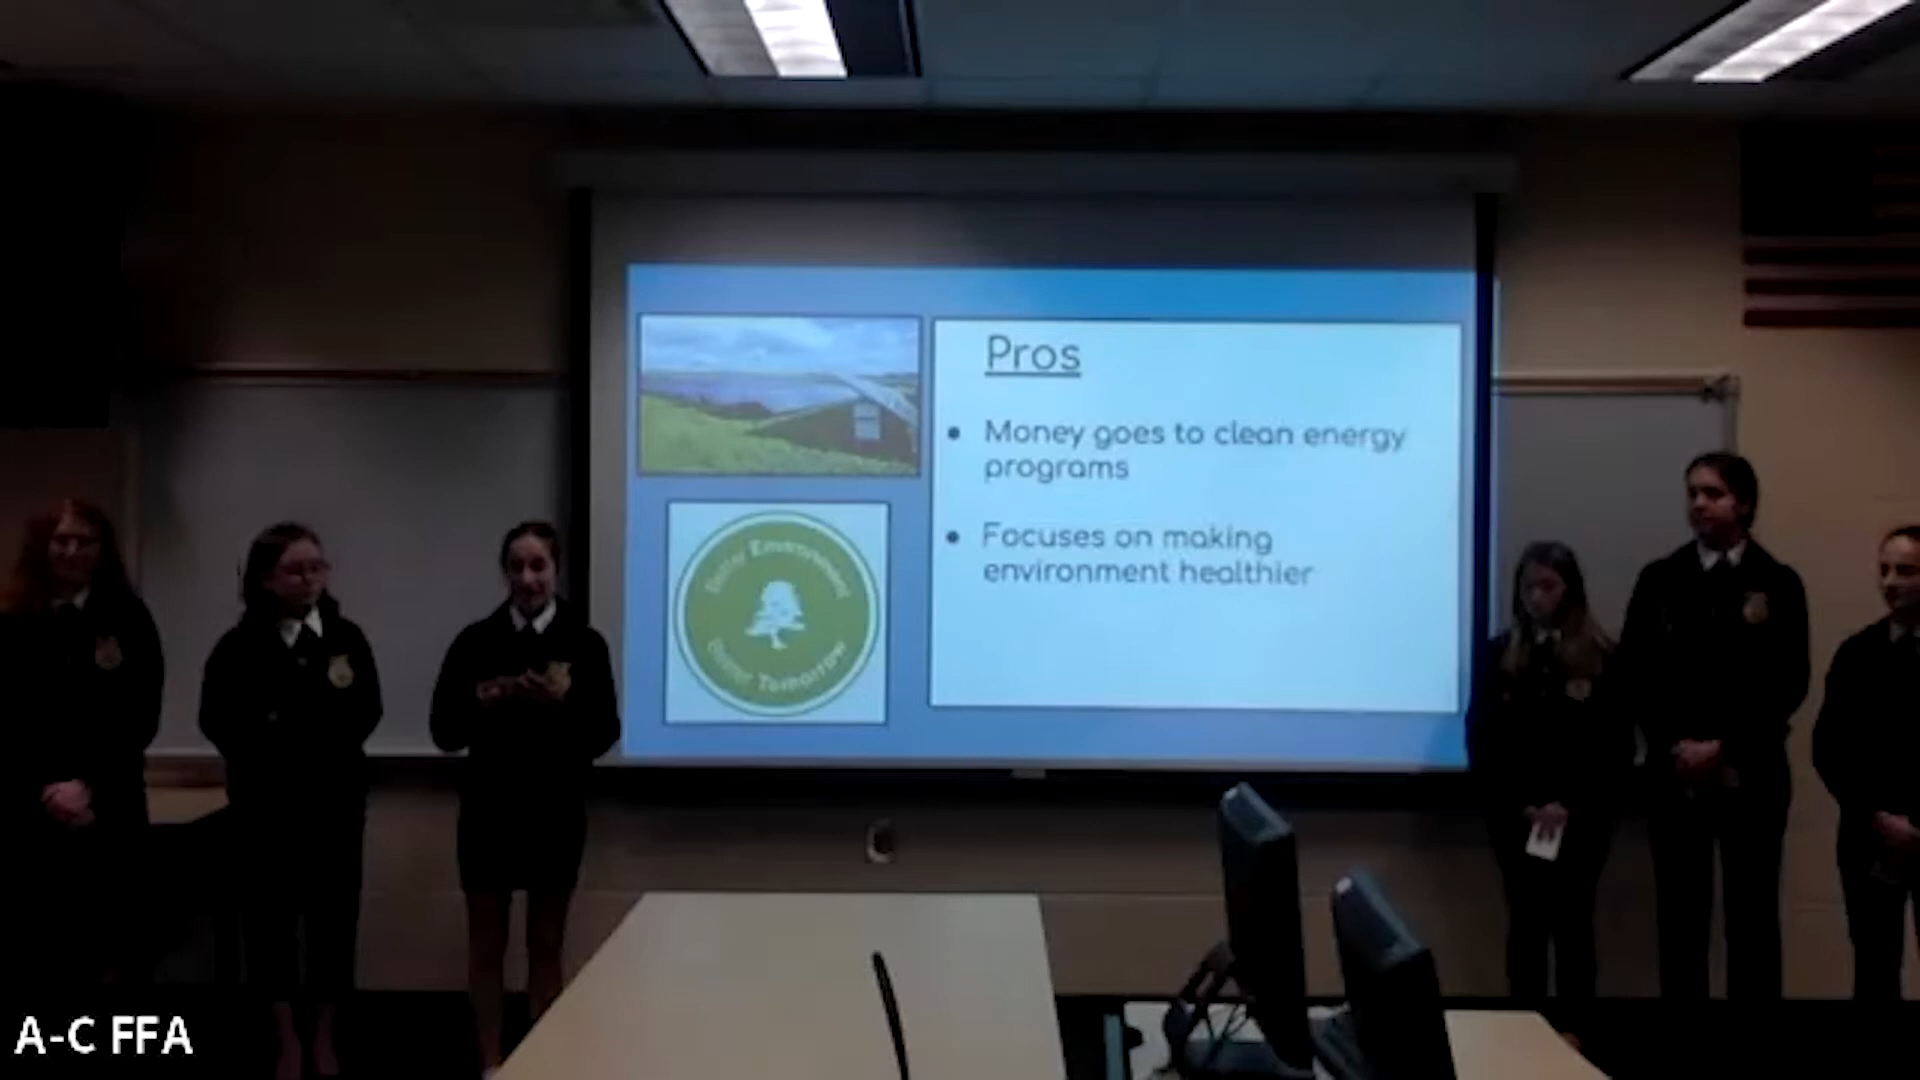 Pros
• Money goes to clean energy
programs
• Focuses on making
environment healthier
Better Environment
Better Tomorrow
A-C FFA